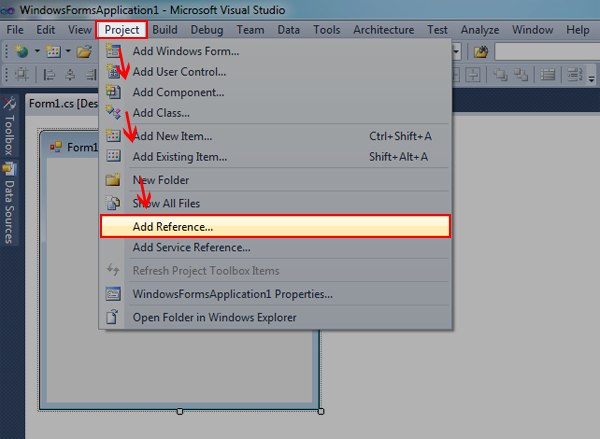 WindowsFormsApplication1 - Microsoft Visual Studio
File Edit View Project Build Debug Team Data Tools Architecture Test Analyze Window Help
Add Windows Form...
Add User Control...
Add Component...
Form1.cs [Des
Add Class...
Toolbox
Add New Item... Ctrl+Shift+A
Form1
Add Existing Item... Shift+Alt+A
Data Sources
New Folder
Show All Files
Add Reference...
Add Service Reference...
Refresh Project Toolbox Items
WindowsFormsApplication1 Properties...
Open Folder in Windows Explorer